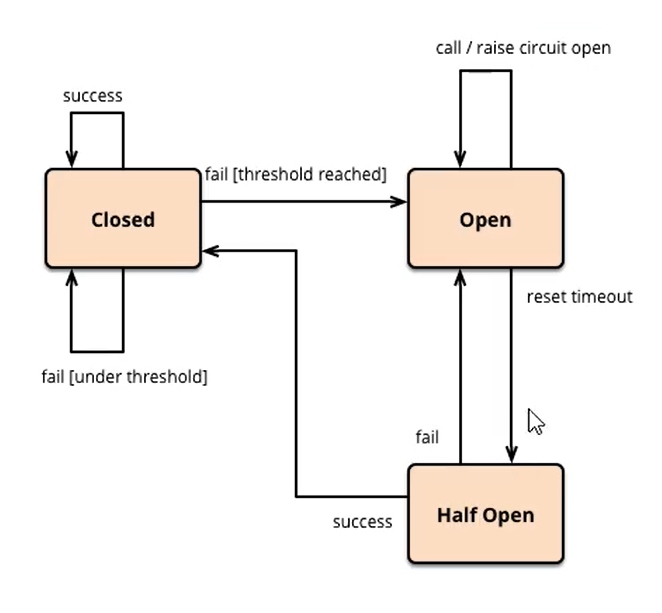 call / raise circuit open
success
fail [threshold reached]
Closed
Open
reset timeout
fail [under threshold]
fail
Half Open
success